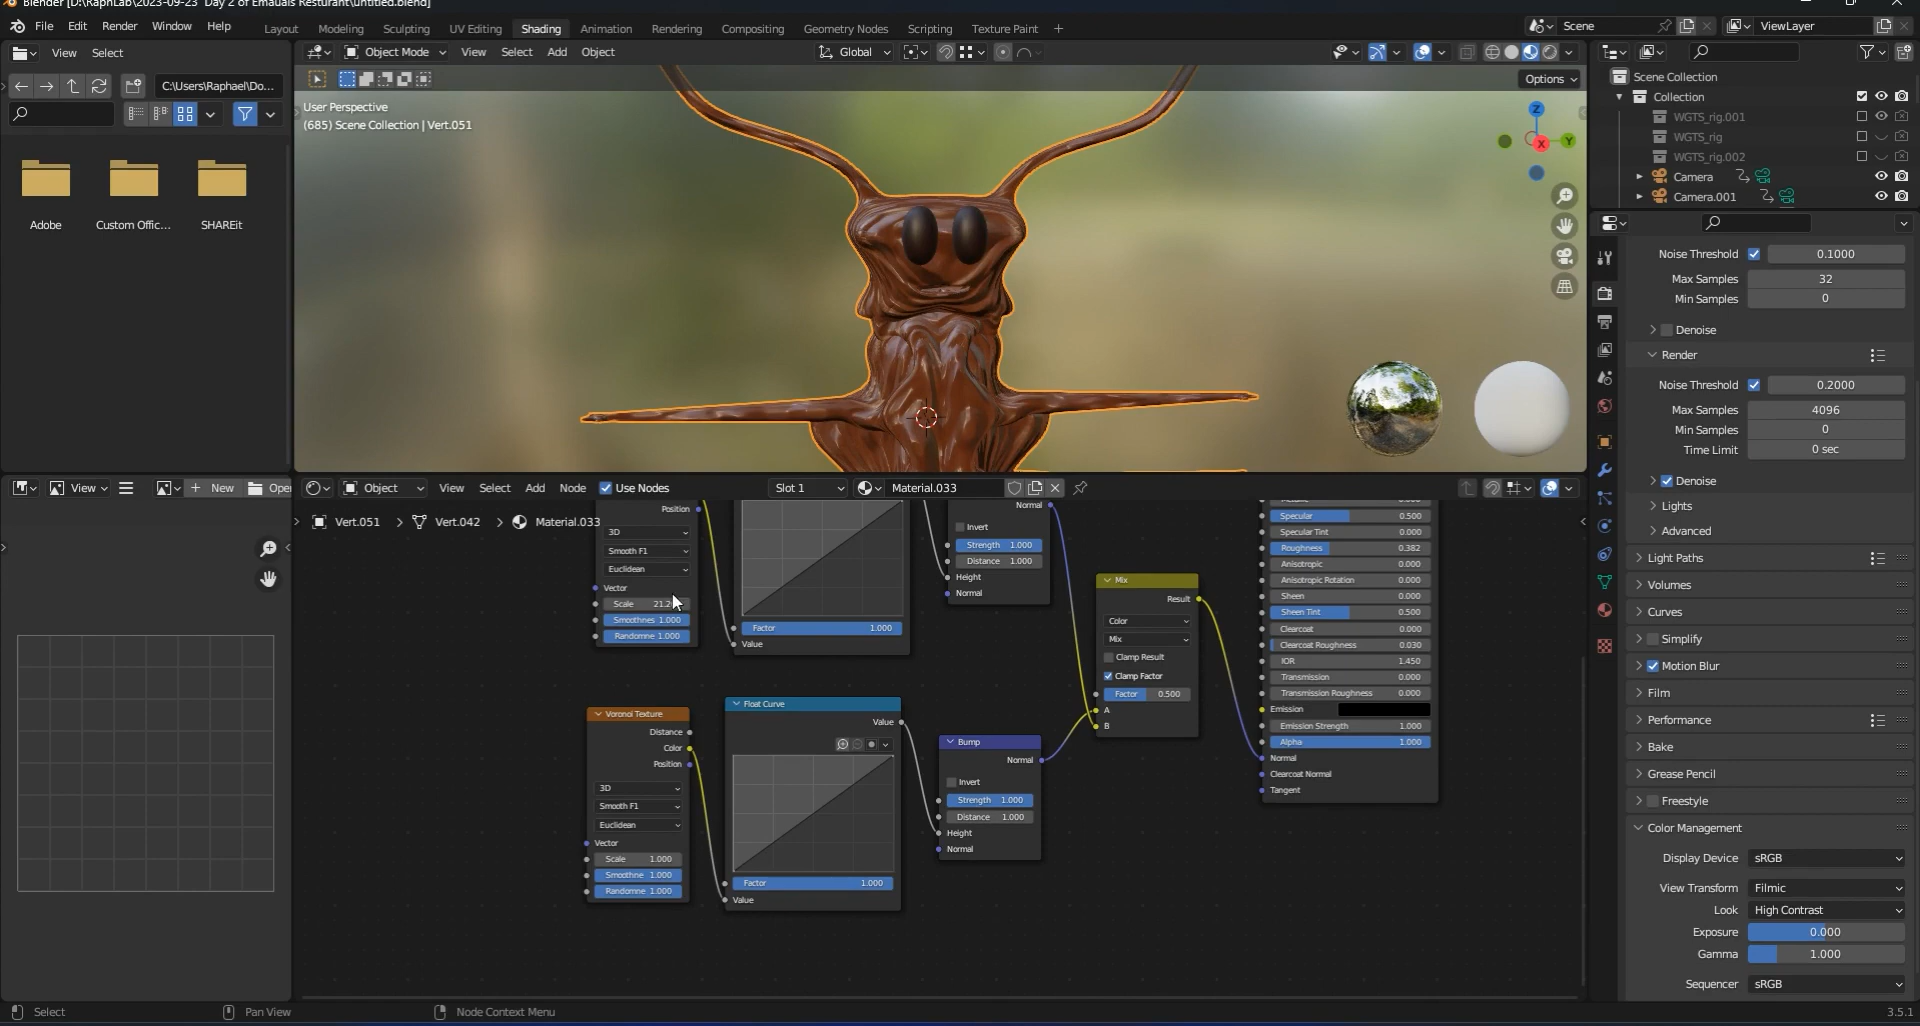 Blender [D:\RaphLab\2023-09-23 Day 2 of Emauals Resturant\untitled.blend]
File Edit Render Window Help
Layout Modeling Sculpting UV Editing Shading Animation Rendering Compositing Geometry Nodes Scripting Texture Paint +
Scene
ViewLayer
View Select
C:\Users\Raphael\Do...
Adobe
Custom Offic...
SHAREit
Object Mode
View Select Add Object
Global
Options
User Perspective
(685) Scene Collection | Vert.051
Z
Y
X
Scene Collection
Collection
WGTS_rig.001
WGTS_rig
WGTS_rig.002
Camera
Camera.001
Noise Threshold 0.1000
Max Samples 32
Min Samples 0
Denoise
Render
Noise Threshold 0.2000
Max Samples 4096
Min Samples 0
Time Limit 0 sec
Denoise
Lights
Advanced
Light Paths
Volumes
Curves
Simplify
Motion Blur
Film
Performance
Bake
Grease Pencil
Freestyle
Color Management
Display Device sRGB
View Transform Filmic
Look High Contrast
Exposure 0.000
Gamma 1.000
Sequencer sRGB
View
+ New
Oper
Object
View Select Add Node Use Nodes
Slot 1
Material.033
Vert.051 > Vert.042 > Material.033
Position
3D
Smooth F1
Euclidean
Vector
Scale 21.2
Smoothnes 1.000
Randomne 1.000
Factor 1.000
Value
Normal
Invert
Strength 1.000
Distance 1.000
Height
Normal
Mix
Result
Color
Mix
Clamp Result
Clamp Factor
Factor 0.500
A
B
Specular 0.500
Specular Tint 0.000
Roughness 0.382
Anisotropic 0.000
Anisotropic Rotation 0.000
Sheen 0.000
Sheen Tint 0.500
Clearcoat 0.000
Clearcoat Roughness 0.030
IOR 1.450
Transmission 0.000
Transmission Roughness 0.000
Emission
Emission Strength 1.000
Alpha 1.000
Normal
Clearcoat Normal
Tangent
Voronoi Texture
Distance
Color
Position
3D
Smooth F1
Euclidean
Vector
Scale 1.000
Smoothne 1.000
Randomne 1.000
Float Curve
Value
Factor 1.000
Value
Bump
Normal
Invert
Strength 1.000
Distance 1.000
Height
Normal
Select
Pan View
Node Context Menu
3.5.1